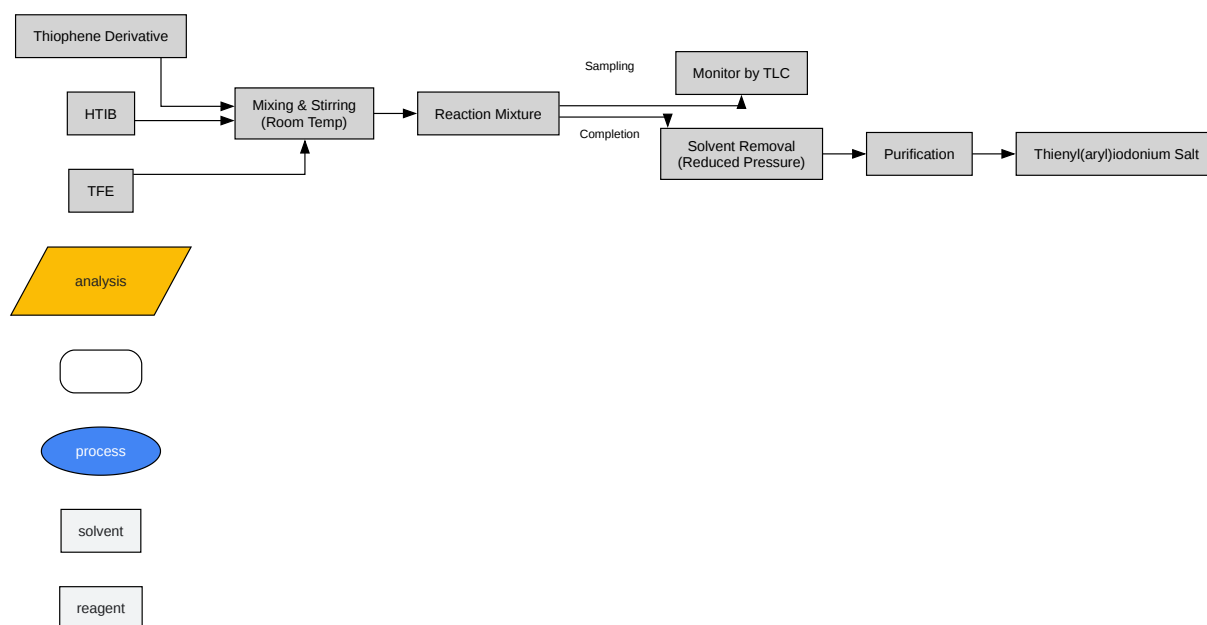 Thiophene Derivative
HTIB
TFE
Mixing & Stirring
(Room Temp)
Reaction Mixture
Sampling
Completion
Monitor by TLC
Solvent Removal
(Reduced Pressure)
Purification
Thienyl(aryl)iodonium Salt
analysis
process
solvent
reagent